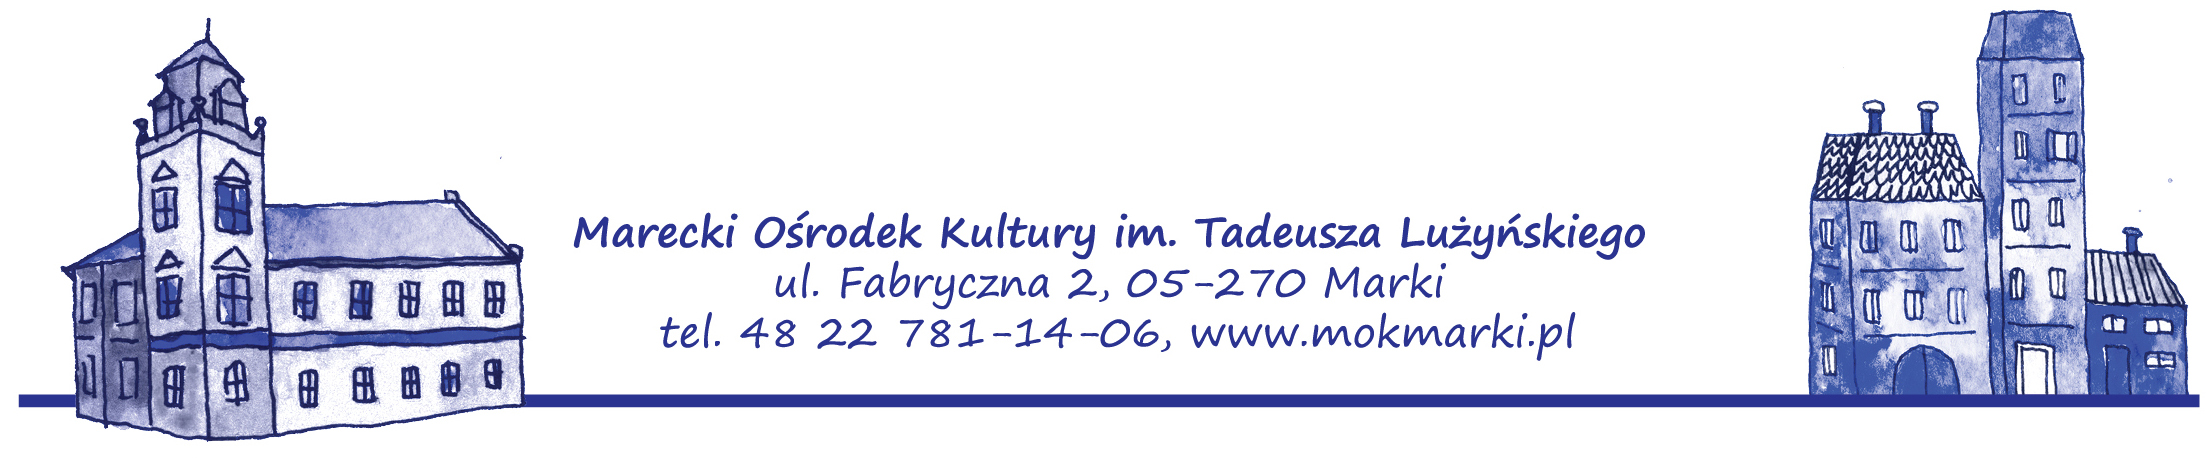 Marecki Ośrodek Kultury im. Tadeusza Lużyńskiego
ul. Fabryczna 2, 05-270 Marki
tel. 48 22 781-14-06, www.mokmarki.pl